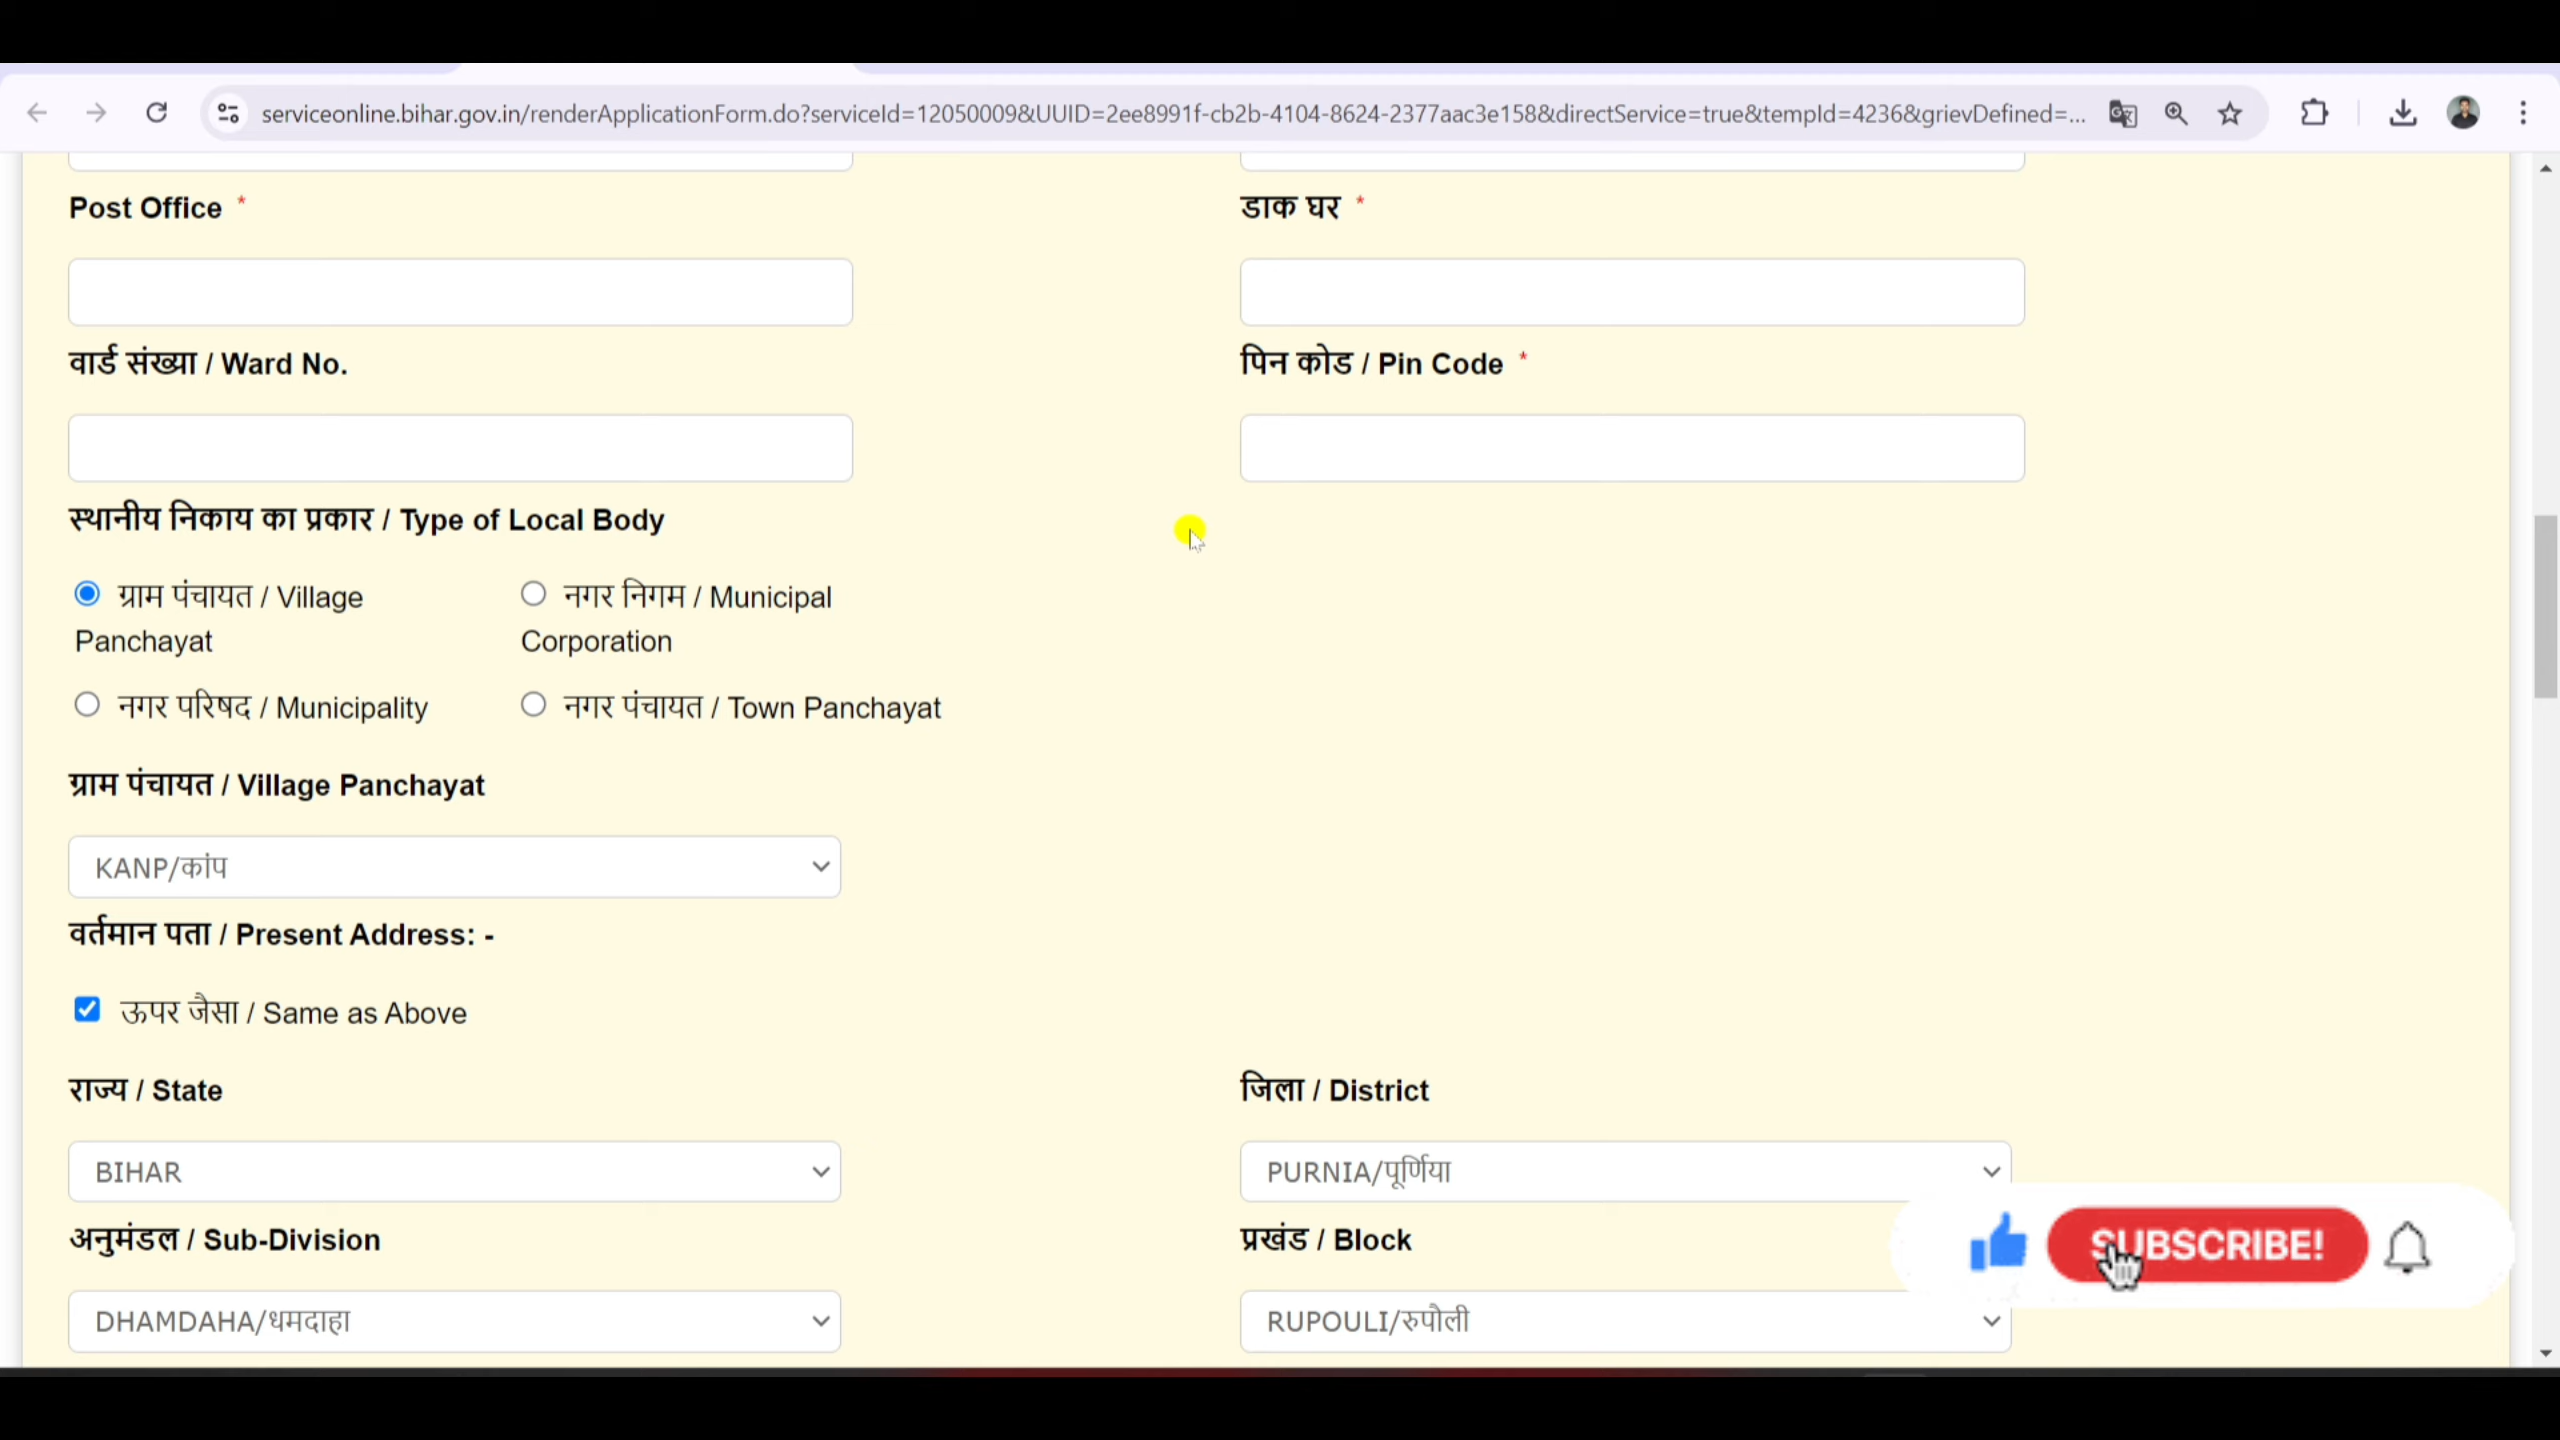 serviceonline.bihar.gov.in/renderApplicationForm.do?serviceId=12050009&UUID=2ee8991f-cb2b-4104-8624-2377aac3e158&directService=true&tempId=4236&grievDefined=...
Post Office *
डाक घर *
वार्ड संख्या / Ward No.
पिन कोड / Pin Code *
स्थानीय निकाय का प्रकार / Type of Local Body
ग्राम पंचायत / Village Panchayat
नगर निगम / Municipal Corporation
नगर परिषद / Municipality
नगर पंचायत / Town Panchayat
ग्राम पंचायत / Village Panchayat
KANP/कांप
वर्तमान पता / Present Address: -
ऊपर जैसा / Same as Above
राज्य / State
जिला / District
BIHAR
PURNIA/पूर्णिया
अनुमंडल / Sub-Division
प्रखंड / Block
SUBSCRIBE!
DHAMDAHA/धमदाहा
RUPOULI/रुपौली